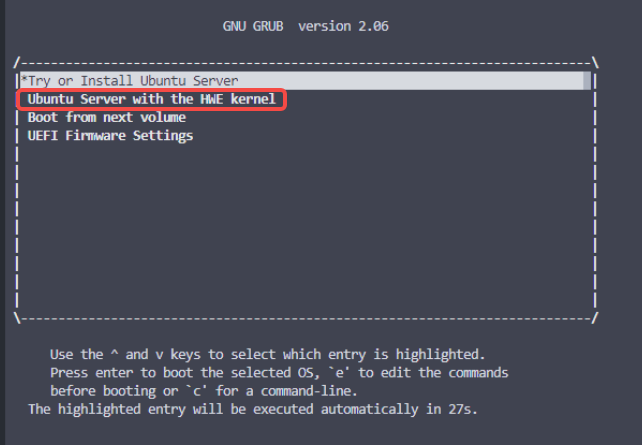 GNU GRUB  version 2.06
/----------------------------------------------------------------------------\
*Try or Install Ubuntu Server
Ubuntu Server with the HWE kernel
Boot from next volume
UEFI Firmware Settings
\----------------------------------------------------------------------------/
Use the ^ and v keys to select which entry is highlighted.
Press enter to boot the selected OS, `e' to edit the commands
before booting or `c' for a command-line.
The highlighted entry will be executed automatically in 27s.